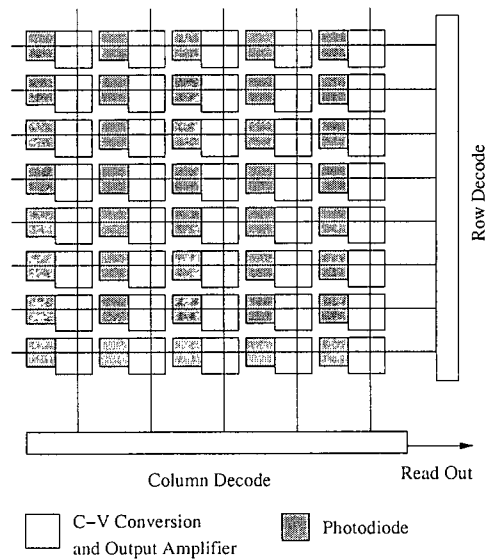 Row Decode
Column Decode
Read Out
C-V Conversion
and Output Amplifier
Photodiode